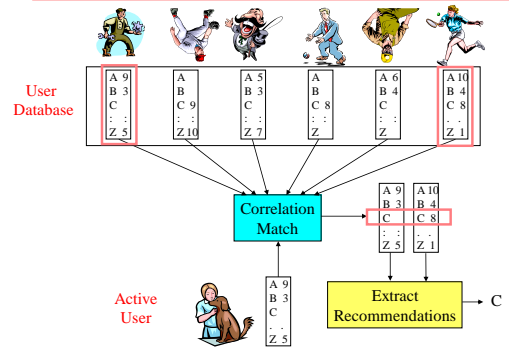 A 9
B 3
C
: :
Z 5
A
B
C 9
: :
Z 10
A 5
B 3
C
: :
Z 7
A
B
C 8
: :
Z
A 6
B 4
C
: :
Z
A 10
B 4
C 8
. .
Z 1
User
Database
Correlation
Match
A 9
B 3
C
: :
Z 5
A 10
B 4
C 8
. .
Z 1
Active
User
A 9
B 3
C
. .
Z 5
Extract
Recommendations
C